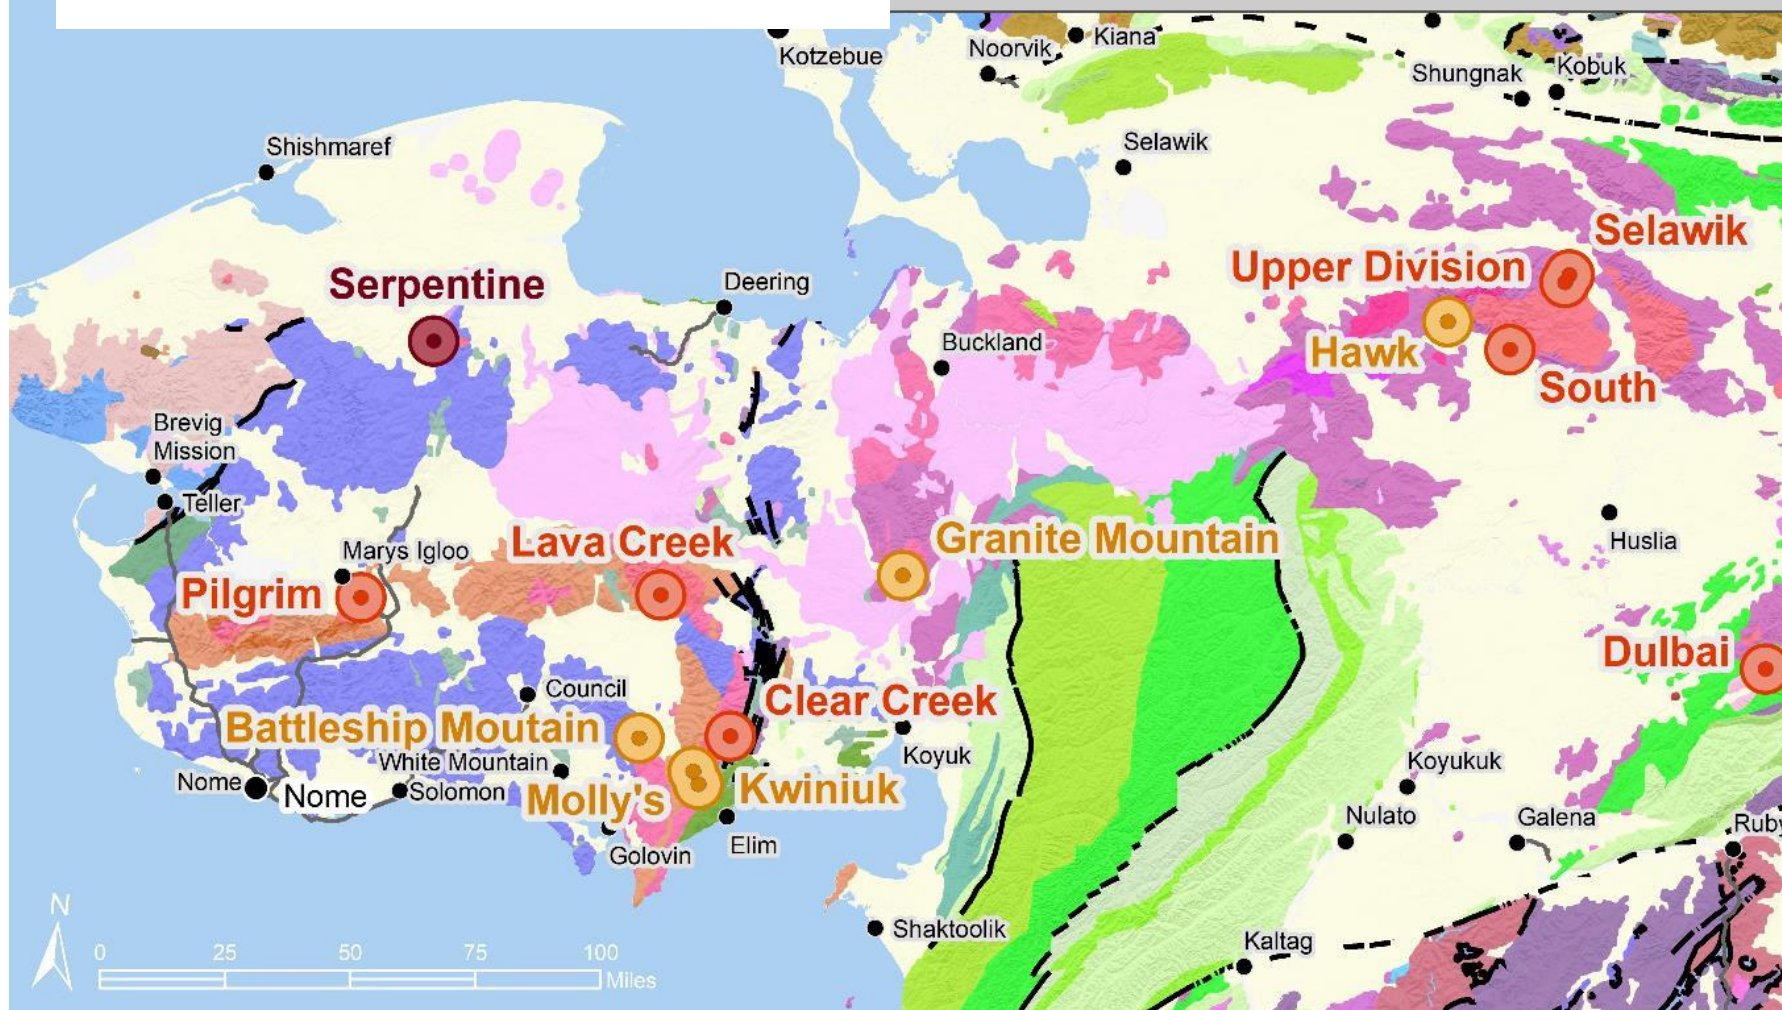 Kotzebue
Noorvik
Kiana
Shungnak
Kobuk
Shishmaref
Selawik
Selawik
Upper Division
Serpentine
Deering
Buckland
Hawk
South
Brevig
Mission
Teller
Huslia
Lava Creek
Granite Mountain
Marys Igloo
Pilgrim
Dulbai
Council
Clear Creek
Battleship Moutain
Koyuk
White Mountain
Koyukuk
Nome
Nome
Solomon
Molly's
Kwiniuk
Nulato
Galena
Ruby
Elim
Golovin
N
Shaktoolik
Kaltag
0 25 50 75 100
Miles